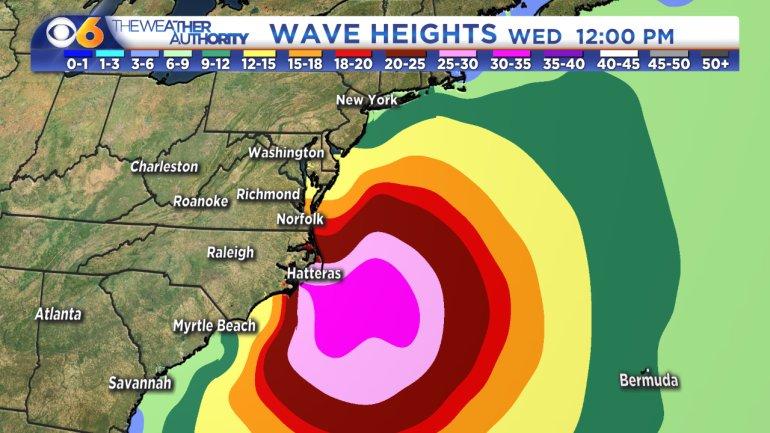 6 THE WEATHER AUTHORITY
WAVE HEIGHTS WED 12:00 PM
0-1 1-3 3-6 6-9 9-12 12-15 15-18 18-20 20-25 25-30 30-35 35-40 40-45 45-50 50+
New York
Washington
Charleston
Richmond
Roanoke
Norfolk
Raleigh
Hatteras
Atlanta
Myrtle Beach
Savannah
Bermuda